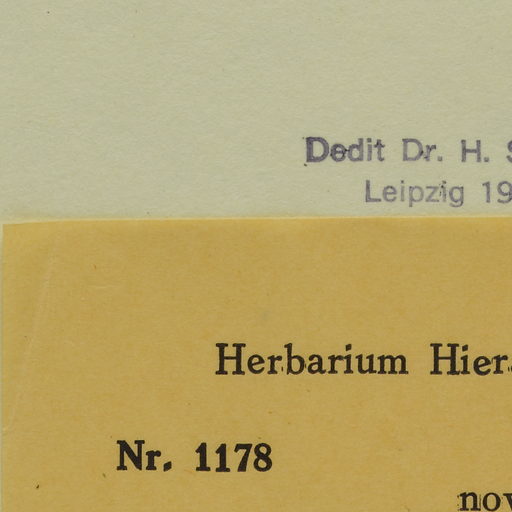 Dedit Dr. H.
Leipzig 19
Herbarium Hier
Nr. 1178
nov